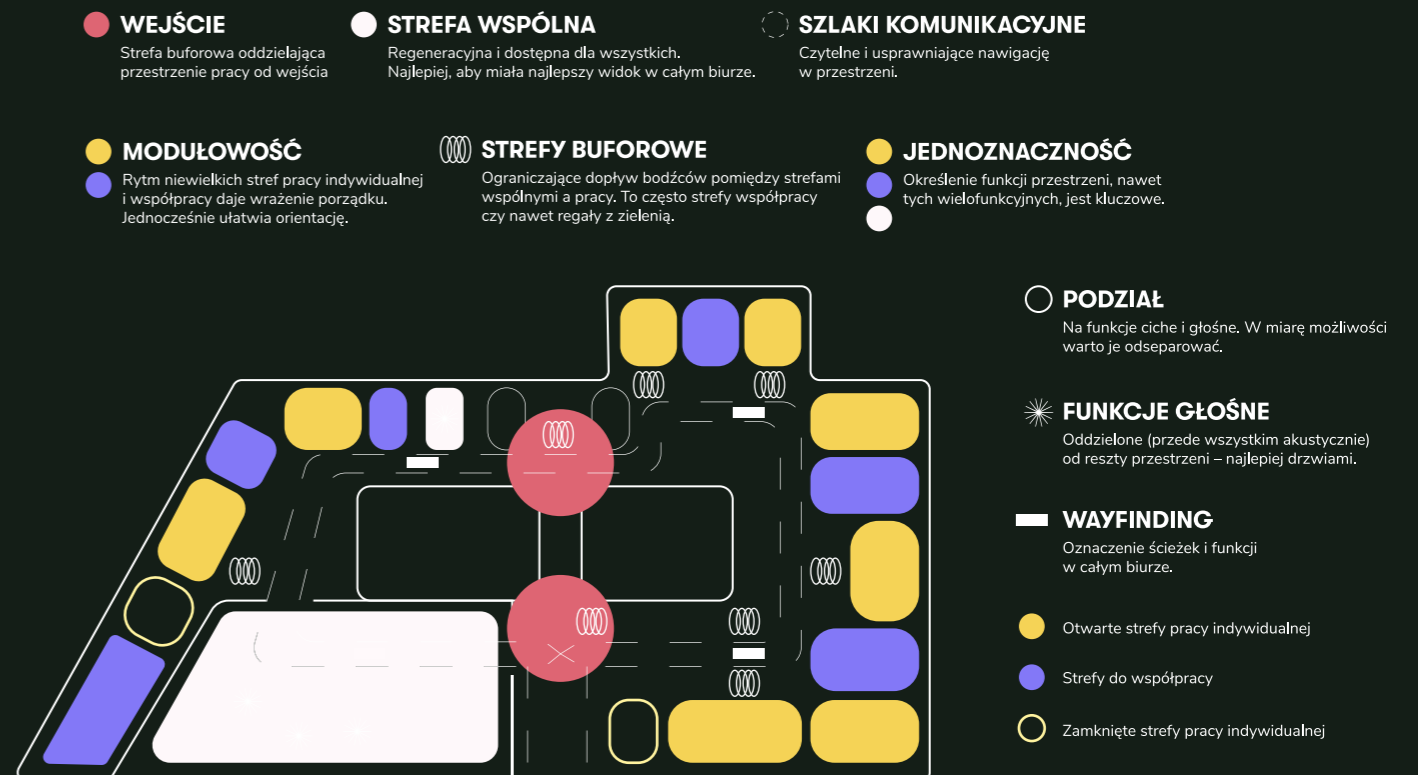 WEJŚCIE
Strefa buforowa oddzielająca
przestrzenie pracy od wejścia
STREFA WSPÓLNA
Regeneracyjna i dostępna dla wszystkich.
Najlepiej, aby miała najlepszy widok w całym biurze.
SZLAKI KOMUNIKACYJNE
Czytelne i usprawniające nawigację
w przestrzeni.
MODUŁOWOŚĆ
Rytm niewielkich stref pracy indywidualnej
i współpracy daje wrażenie porządku.
Jednocześnie ułatwia orientację.
STREFY BUFOROWE
Ograniczające dopływ bodźców pomiędzy strefami
wspólnymi a pracy. To często strefy współpracy
czy nawet regały z zielenią.
JEDNOZNACZNOŚĆ
Określenie funkcji przestrzeni, nawet
tych wielofunkcyjnych, jest kluczowe.
PODZIAŁ
Na funkcje ciche i głośne. W miarę możliwości
warto je odseparować.
FUNKCJE GŁOŚNE
Oddzielone (przede wszystkim akustycznie)
od reszty przestrzeni – najlepiej drzwiami.
WAYFINDING
Oznaczenie ścieżek i funkcji
w całym biurze.
Otwarte strefy pracy indywidualnej
Strefy do współpracy
Zamknięte strefy pracy indywidualnej